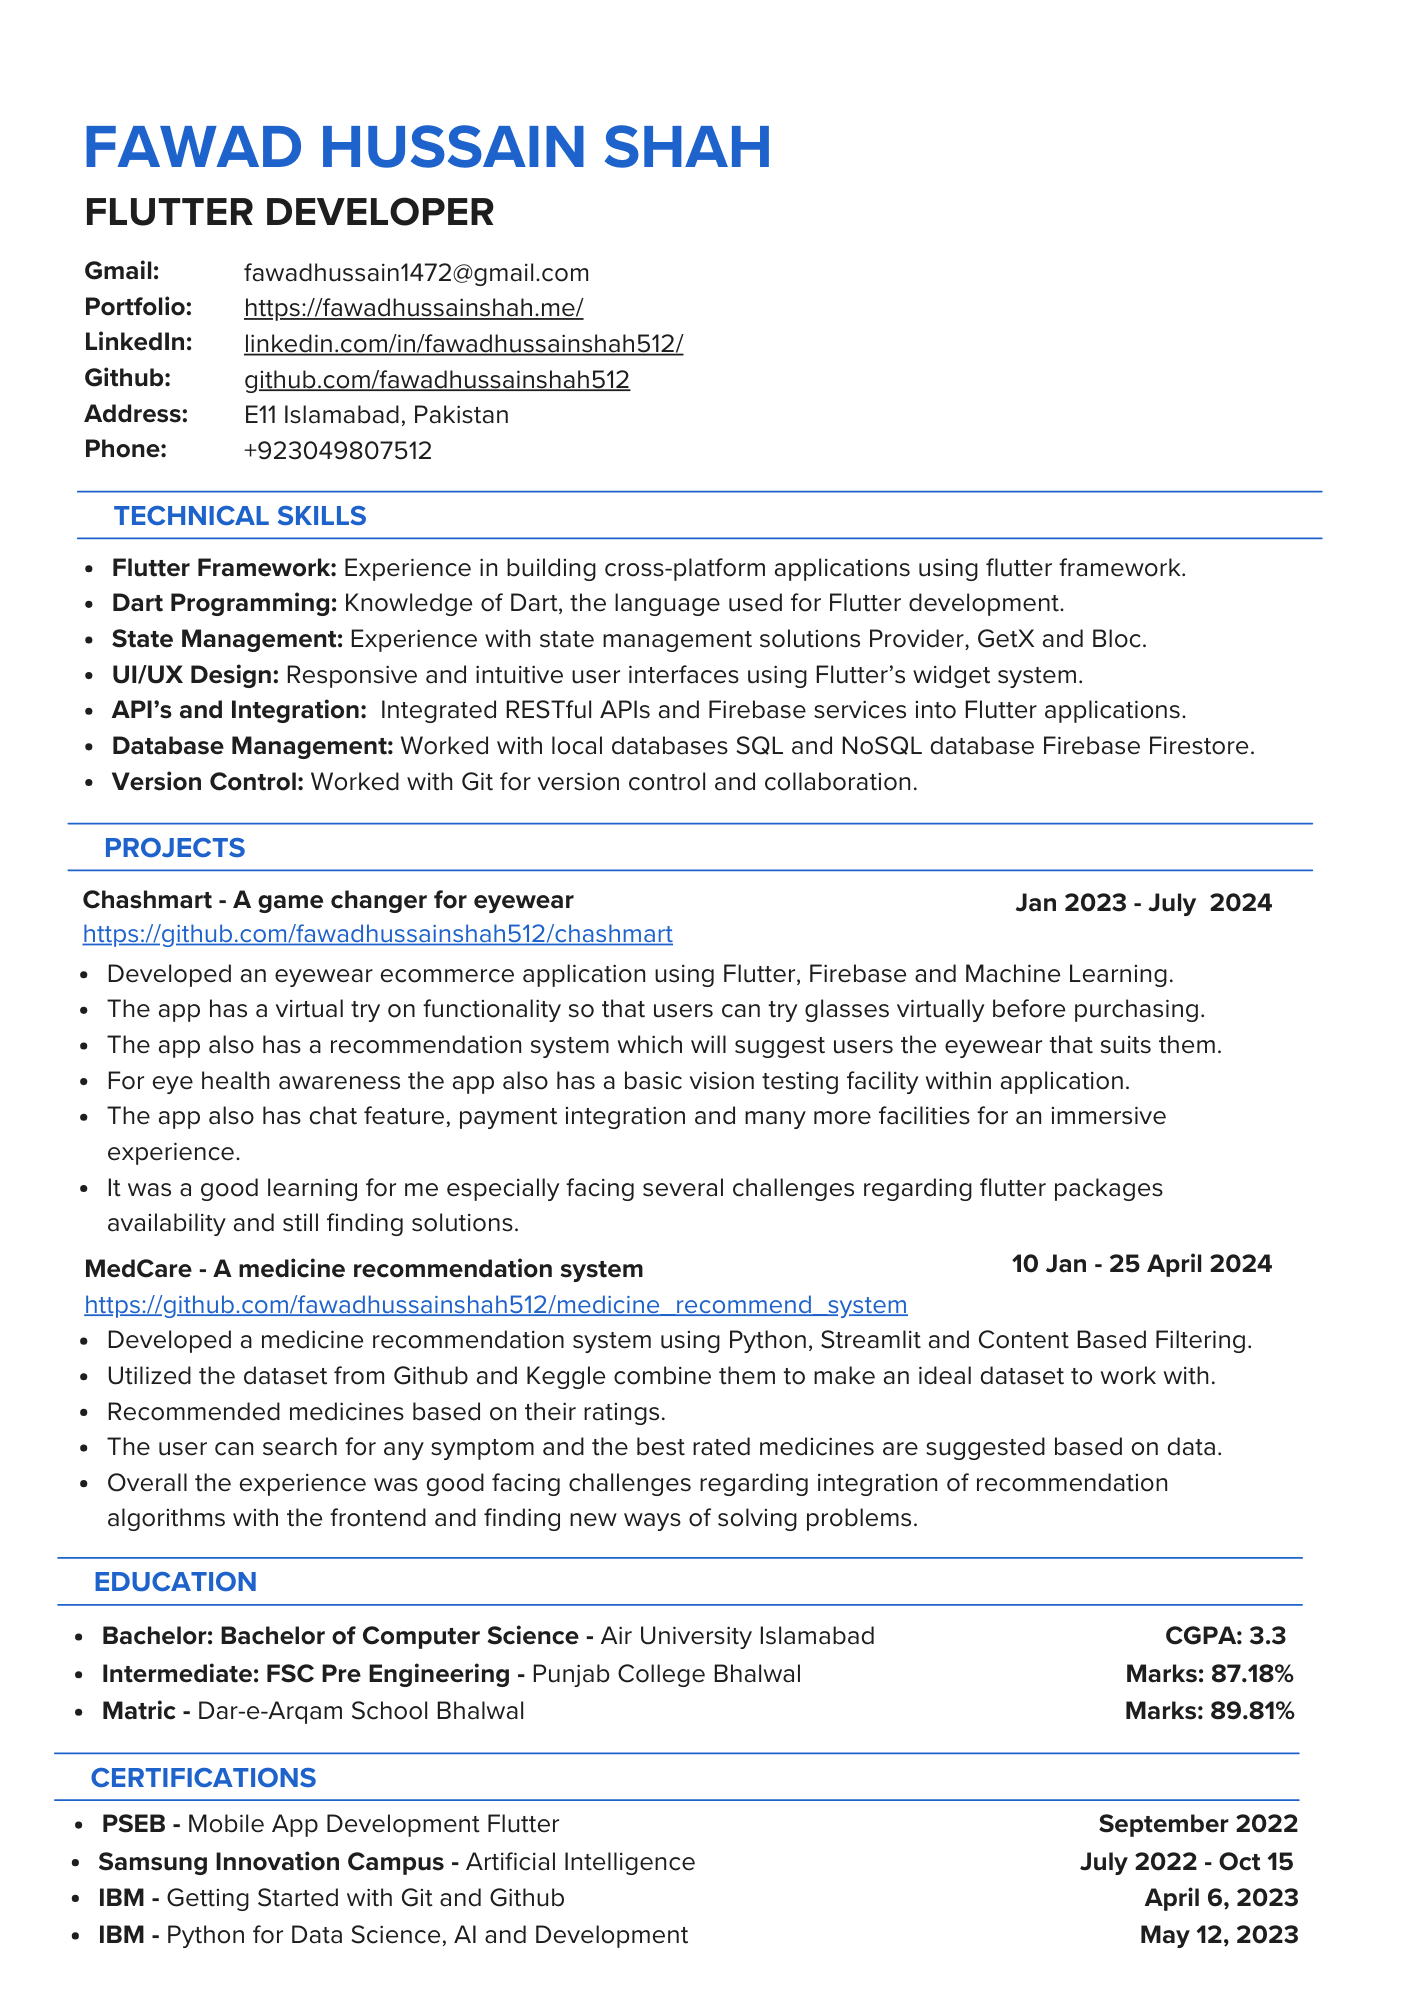 FAWAD HUSSAIN SHAH
FLUTTER DEVELOPER
Gmail: fawadhussain1472@gmail.com
Portfolio: https://fawadhussainshah.me/
LinkedIn: linkedin.com/in/fawadhussainshah512/
Github: github.com/fawadhussainshah512
Address: E11 Islamabad, Pakistan
Phone: +923049807512
TECHNICAL SKILLS
• Flutter Framework: Experience in building cross-platform applications using flutter framework.
• Dart Programming: Knowledge of Dart, the language used for Flutter development.
• State Management: Experience with state management solutions Provider, GetX and Bloc.
• UI/UX Design: Responsive and intuitive user interfaces using Flutter’s widget system.
• API’s and Integration: Integrated RESTful APIs and Firebase services into Flutter applications.
• Database Management: Worked with local databases SQL and NoSQL database Firebase Firestore.
• Version Control: Worked with Git for version control and collaboration.
PROJECTS
Chashmart - A game changer for eyewear Jan 2023 - July 2024
https://github.com/fawadhussainshah512/chashmart
• Developed an eyewear ecommerce application using Flutter, Firebase and Machine Learning.
• The app has a virtual try on functionality so that users can try glasses virtually before purchasing.
• The app also has a recommendation system which will suggest users the eyewear that suits them.
• For eye health awareness the app also has a basic vision testing facility within application.
• The app also has chat feature, payment integration and many more facilities for an immersive
experience.
• It was a good learning for me especially facing several challenges regarding flutter packages
availability and still finding solutions.
MedCare - A medicine recommendation system 10 Jan - 25 April 2024
https://github.com/fawadhussainshah512/medicine_recommend_system
• Developed a medicine recommendation system using Python, Streamlit and Content Based Filtering.
• Utilized the dataset from Github and Keggle combine them to make an ideal dataset to work with.
• Recommended medicines based on their ratings.
• The user can search for any symptom and the best rated medicines are suggested based on data.
• Overall the experience was good facing challenges regarding integration of recommendation
algorithms with the frontend and finding new ways of solving problems.
EDUCATION
• Bachelor: Bachelor of Computer Science - Air University Islamabad CGPA: 3.3
• Intermediate: FSC Pre Engineering - Punjab College Bhalwal Marks: 87.18%
• Matric - Dar-e-Arqam School Bhalwal Marks: 89.81%
CERTIFICATIONS
• PSEB - Mobile App Development Flutter September 2022
• Samsung Innovation Campus - Artificial Intelligence July 2022 - Oct 15
• IBM - Getting Started with Git and Github April 6, 2023
• IBM - Python for Data Science, AI and Development May 12, 2023